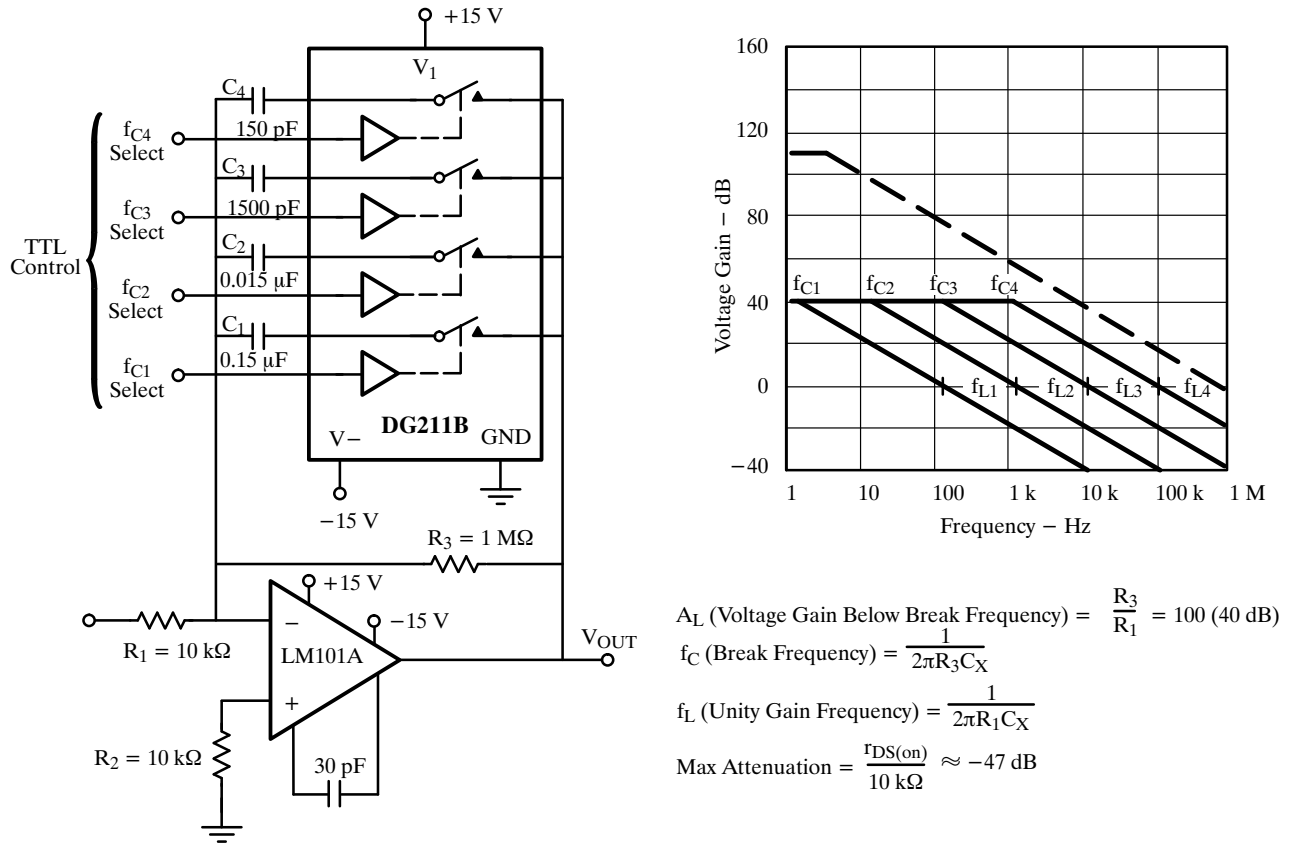 +15 V
V1
C4
150 pF
fC4
Select
C3
1500 pF
fC3
Select
TTL
Control
C2
0.015 µF
fC2
Select
C1
0.15 µF
fC1
Select
DG211B
V−
GND
−15 V
R3 = 1 MΩ
+15 V
−15 V
R1 = 10 kΩ
−
LM101A
+
VOUT
R2 = 10 kΩ
30 pF
160
120
80
40
0
−40
Voltage Gain – dB
fC1 fC2 fC3 fC4
fL1 fL2 fL3 fL4
1 10 100 1 k 10 k 100 k 1 M
Frequency – Hz
AL (Voltage Gain Below Break Frequency) = R3/R1 = 100 (40 dB)
fC (Break Frequency) = 1/2πR3CX
fL (Unity Gain Frequency) = 1/2πR1CX
Max Attenuation = rDS(on)/10 kΩ ≈ −47 dB